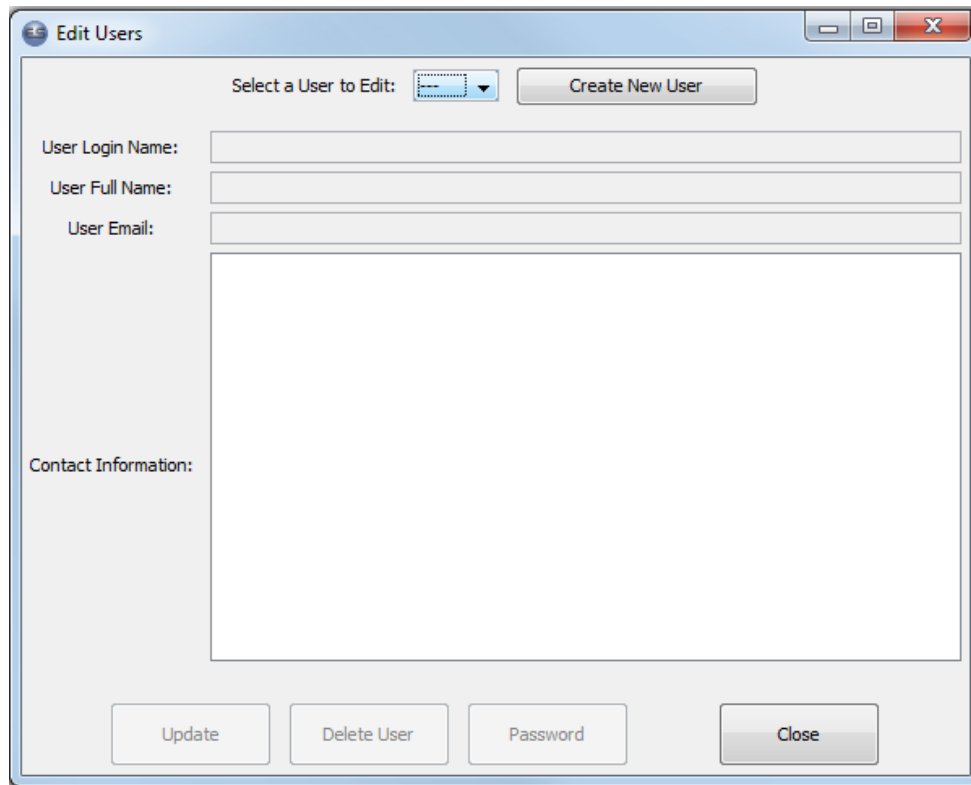 Edit Users
Select a User to Edit: --- Create New User
User Login Name:
User Full Name:
User Email:
Contact Information:
Update Delete User Password Close